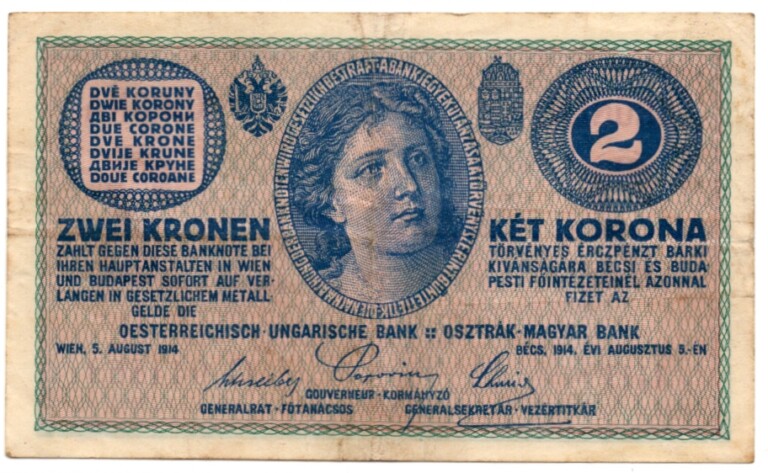 DVĚ KORUNY
DWIE KORONY
ДВІ КОРОНИ
DUE CORONE
DVE KRONE
DVIJE KRUNE
ДВИЈЕ КРУНЕ
DOUE COROANE
2
ZWEI KRONEN
ZAHLT GEGEN DIESE BANKNOTE BEI
IHREN HAUPTANSTALTEN IN WIEN
UND BUDAPEST SOFORT AUF VER-
LANGEN IN GESETZLICHEM METALL-
GELDE DIE
KÉT KORONA
TÖRVÉNYES ÉRCZPÉNZT BÁRKI
KIVÁNSÁGÁRA BÉCSI ÉS BUDA
PESTI FŐINTÉZETEINÉL AZONNAL
FIZET AZ
OESTERREICHISCH-UNGARISCHE BANK :: OSZTRÁK-MAGYAR BANK
WIEN, 5. AUGUST 1914 BÉCS, 1914. ÉVI AUGUSZTUS 5.-ÉN
GOUVERNEUR · KORMÁNYZÓ
GENERALRAT · FŐTANÁCSOS GENERALSEKRETÄR · VEZÉRTITKÁR